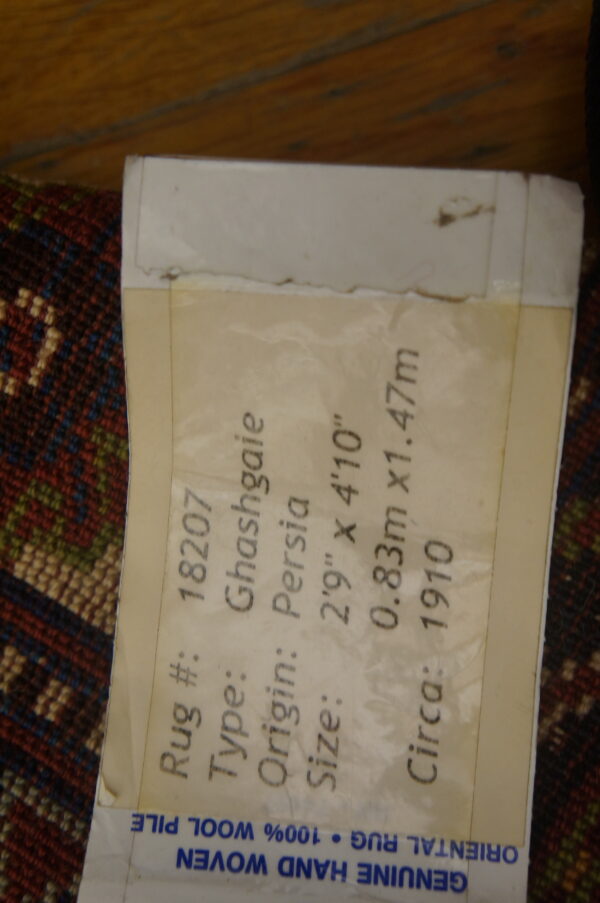 Rug #: 18207
Type: Ghashgaie
Origin: Persia
Size: 2'9" x 4'10"
0.83m x1.47m
Circa: 1910
GENUINE HAND WOVEN
ORIENTAL RUG • 100% WOOL PILE